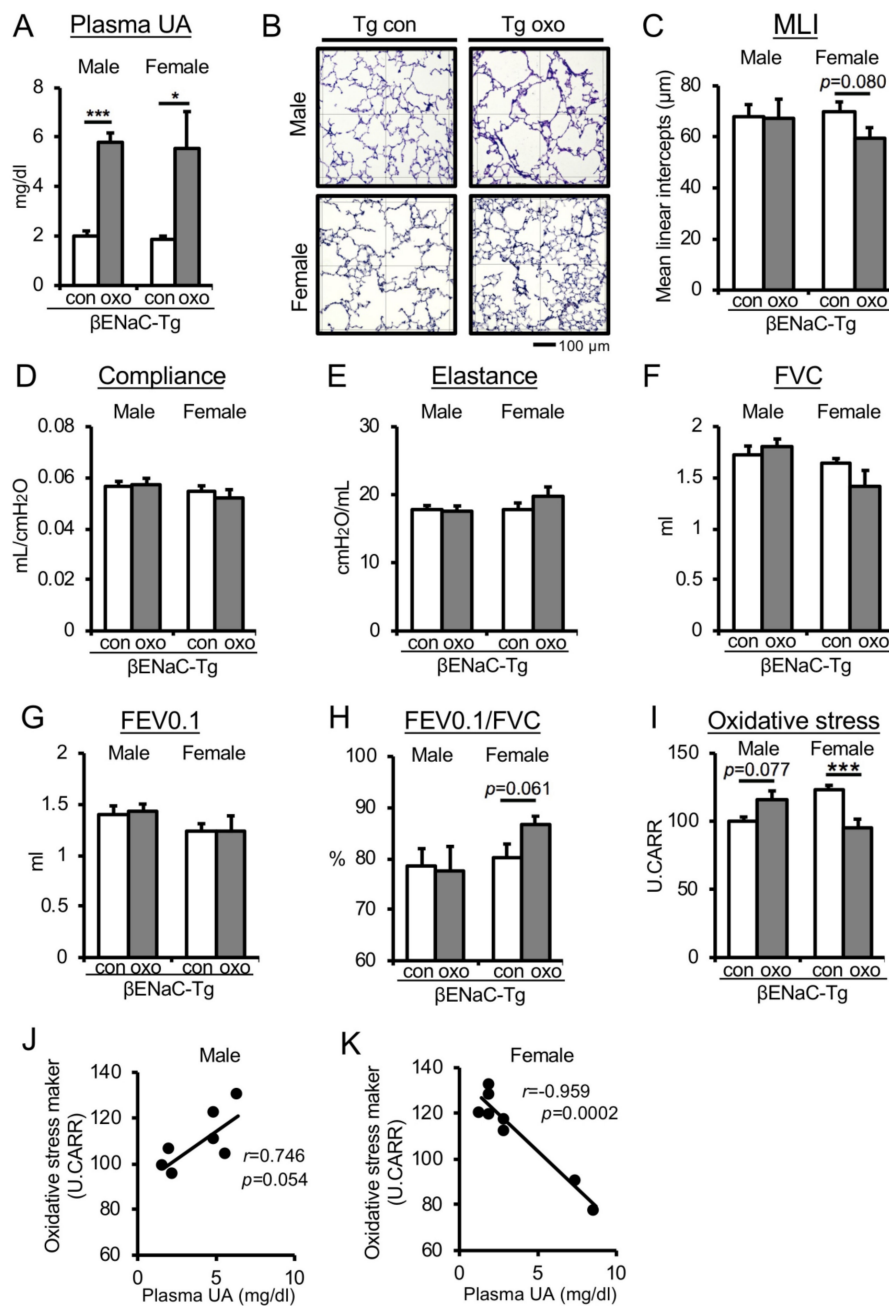 A Plasma UA
Male Female
***
*
8
6
4
2
0
mg/dl
con oxo con oxo
βENaC-Tg
B Tg con Tg oxo
Male
Female
100 μm
C MLI
Male Female
p=0.080
80
60
40
20
0
Mean linear intercepts (μm)
con oxo con oxo
βENaC-Tg
D Compliance
Male Female
0.08
0.06
0.04
0.02
0
mL/cmH₂O
con oxo con oxo
βENaC-Tg
E Elastance
Male Female
30
20
10
0
cmH₂O/mL
con oxo con oxo
βENaC-Tg
F FVC
Male Female
2
1.5
1
0.5
0
ml
con oxo con oxo
βENaC-Tg
G FEV0.1
Male Female
2
1.5
1
0.5
0
ml
con oxo con oxo
βENaC-Tg
H FEV0.1/FVC
Male Female
p=0.061
100
90
80
70
60
%
con oxo con oxo
βENaC-Tg
I Oxidative stress
Male Female
p=0.077
***
150
100
50
0
U.CARR
con oxo con oxo
βENaC-Tg
J Male
140
120
100
80
60
Oxidative stress maker
(U.CARR)
r=0.746
p=0.054
0 5 10
Plasma UA (mg/dl)
K Female
140
120
100
80
60
Oxidative stress maker
(U.CARR)
r=-0.959
p=0.0002
0 5 10
Plasma UA (mg/dl)